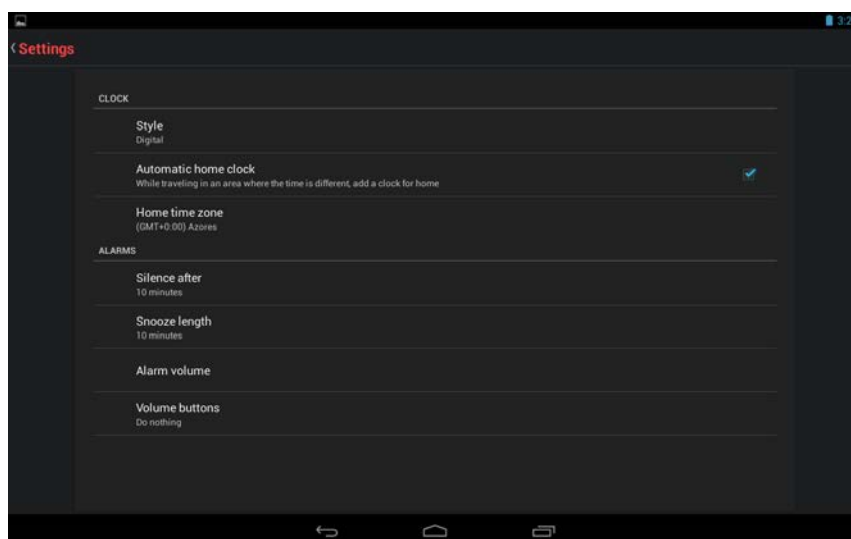 Settings
CLOCK
Style
Digital
Automatic home clock
While traveling in an area where the time is different, add a clock for home
Home time zone
(GMT+0:00) Azores
ALARMS
Silence after
10 minutes
Snooze length
10 minutes
Alarm volume
Volume buttons
Do nothing